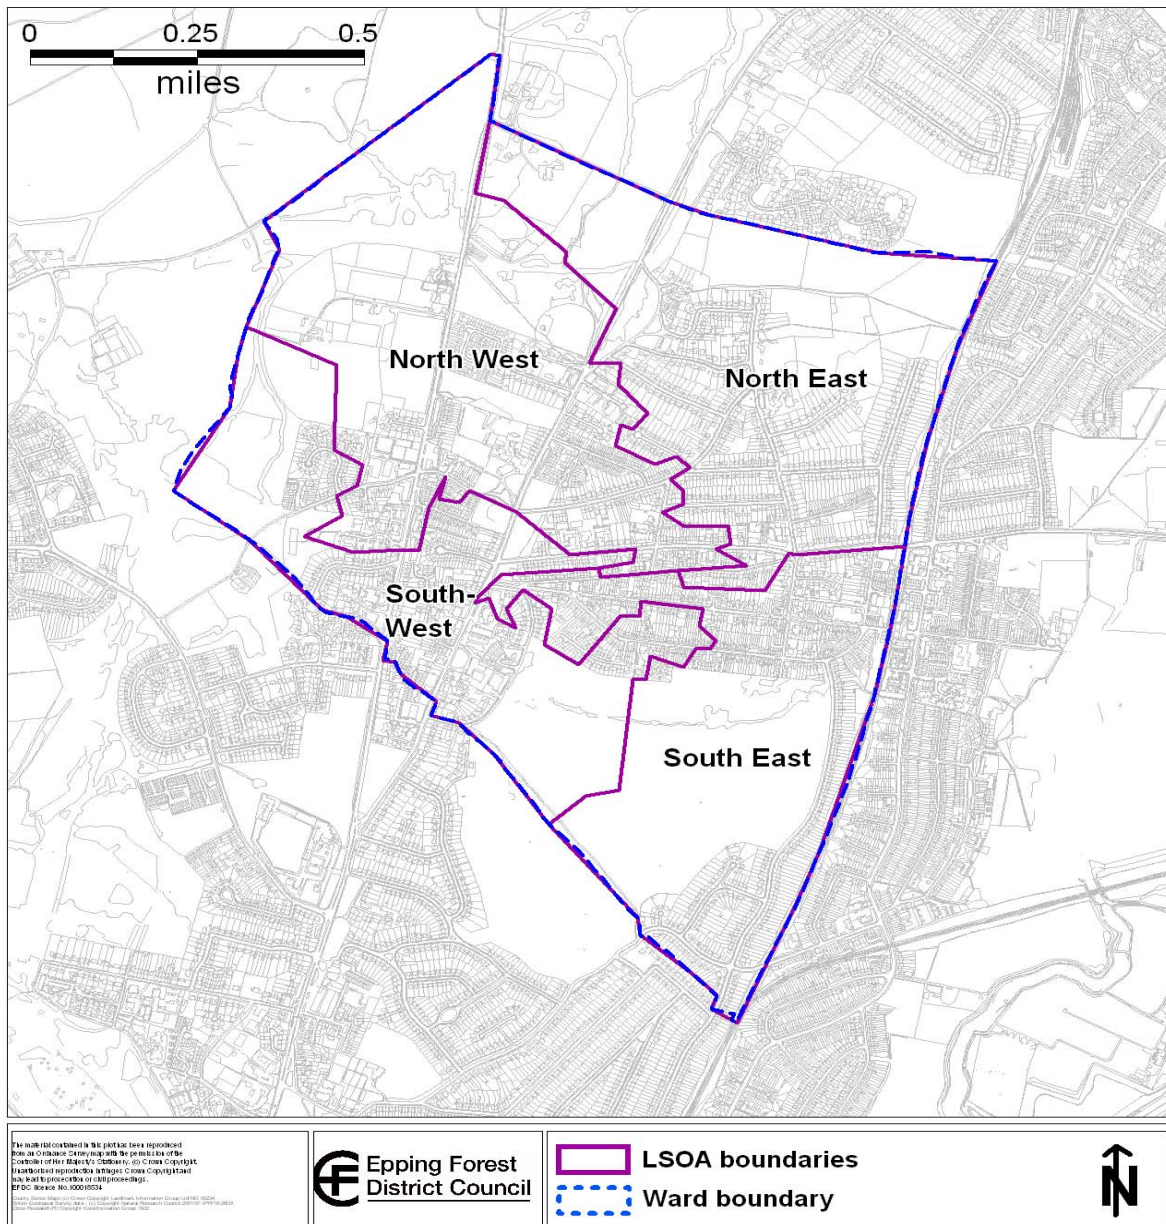 0 0.25 0.5
miles
North West
North East
South-
West
South East
The material contained in this plot has been reproduced
from an Ordnance Survey map with the permission of the
Controller of Her Majesty's Stationery. (c) Crown Copyright.
Unauthorised reproduction infringes Crown Copyright and
may lead to prosecution or civil proceedings.
EFDC licence No.100018534
Epping Forest
District Council
LSOA boundaries
Ward boundary
N